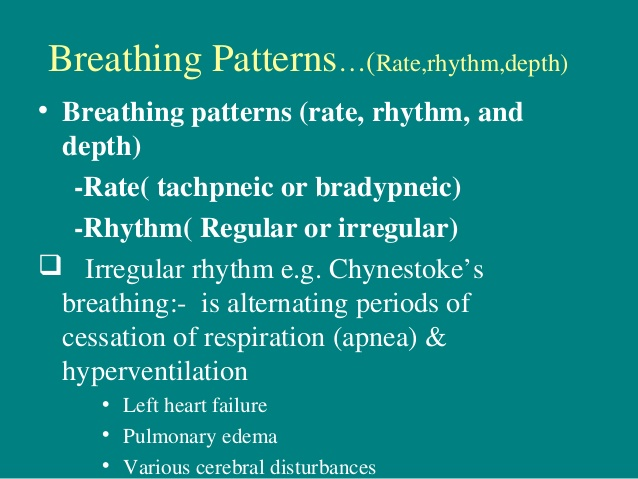 Breathing Patterns…(Rate,rhythm,depth)
• Breathing patterns (rate, rhythm, and
depth)
-Rate( tachpneic or bradypneic)
-Rhythm( Regular or irregular)
❑ Irregular rhythm e.g. Chynestoke’s
breathing:- is alternating periods of
cessation of respiration (apnea) &
hyperventilation
• Left heart failure
• Pulmonary edema
• Various cerebral disturbances